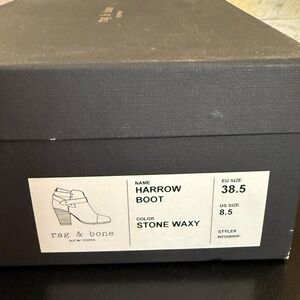 rag & bone
NEW YORK
NAME
HARROW
BOOT
COLOR
STONE WAXY
EU SIZE
38.5
US SIZE
8.5
STYLE#